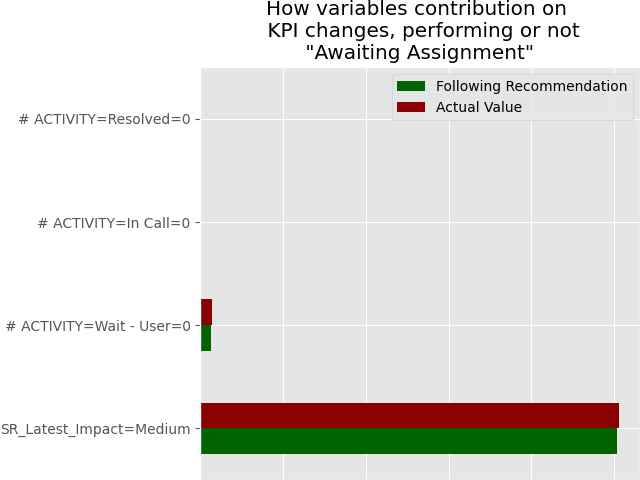 How variables contribution on
KPI changes, performing or not
"Awaiting Assignment"
Following Recommendation
Actual Value
# ACTIVITY=Resolved=0
# ACTIVITY=In Call=0
# ACTIVITY=Wait - User=0
SR_Latest_Impact=Medium